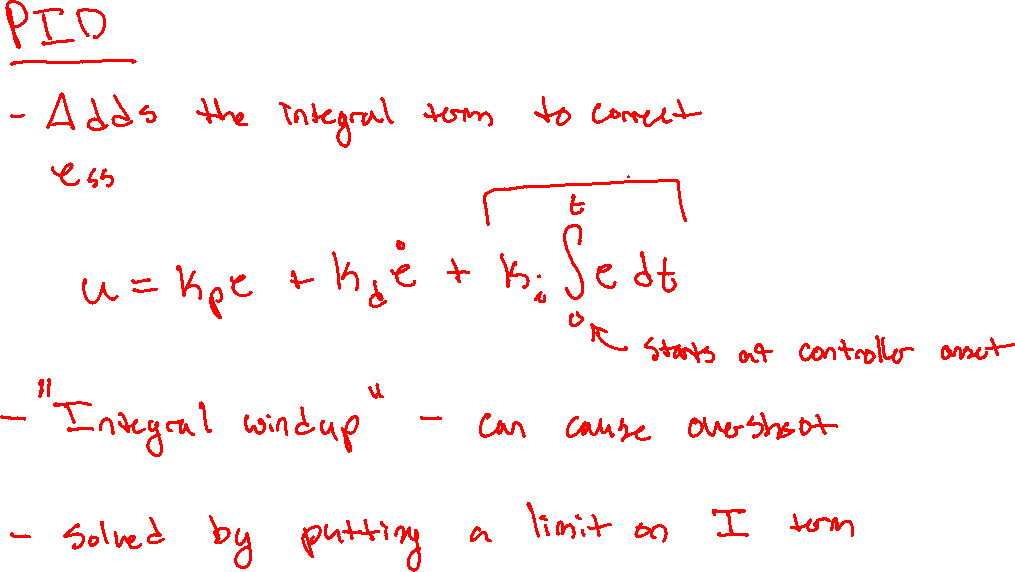 PID
- Adds the integral term to correct
ess
t
u = kpe + kd ė + ki ∫ e dt
0
starts at controller onset
- "Integral windup" - can cause overshoot
- solved by putting a limit on I term